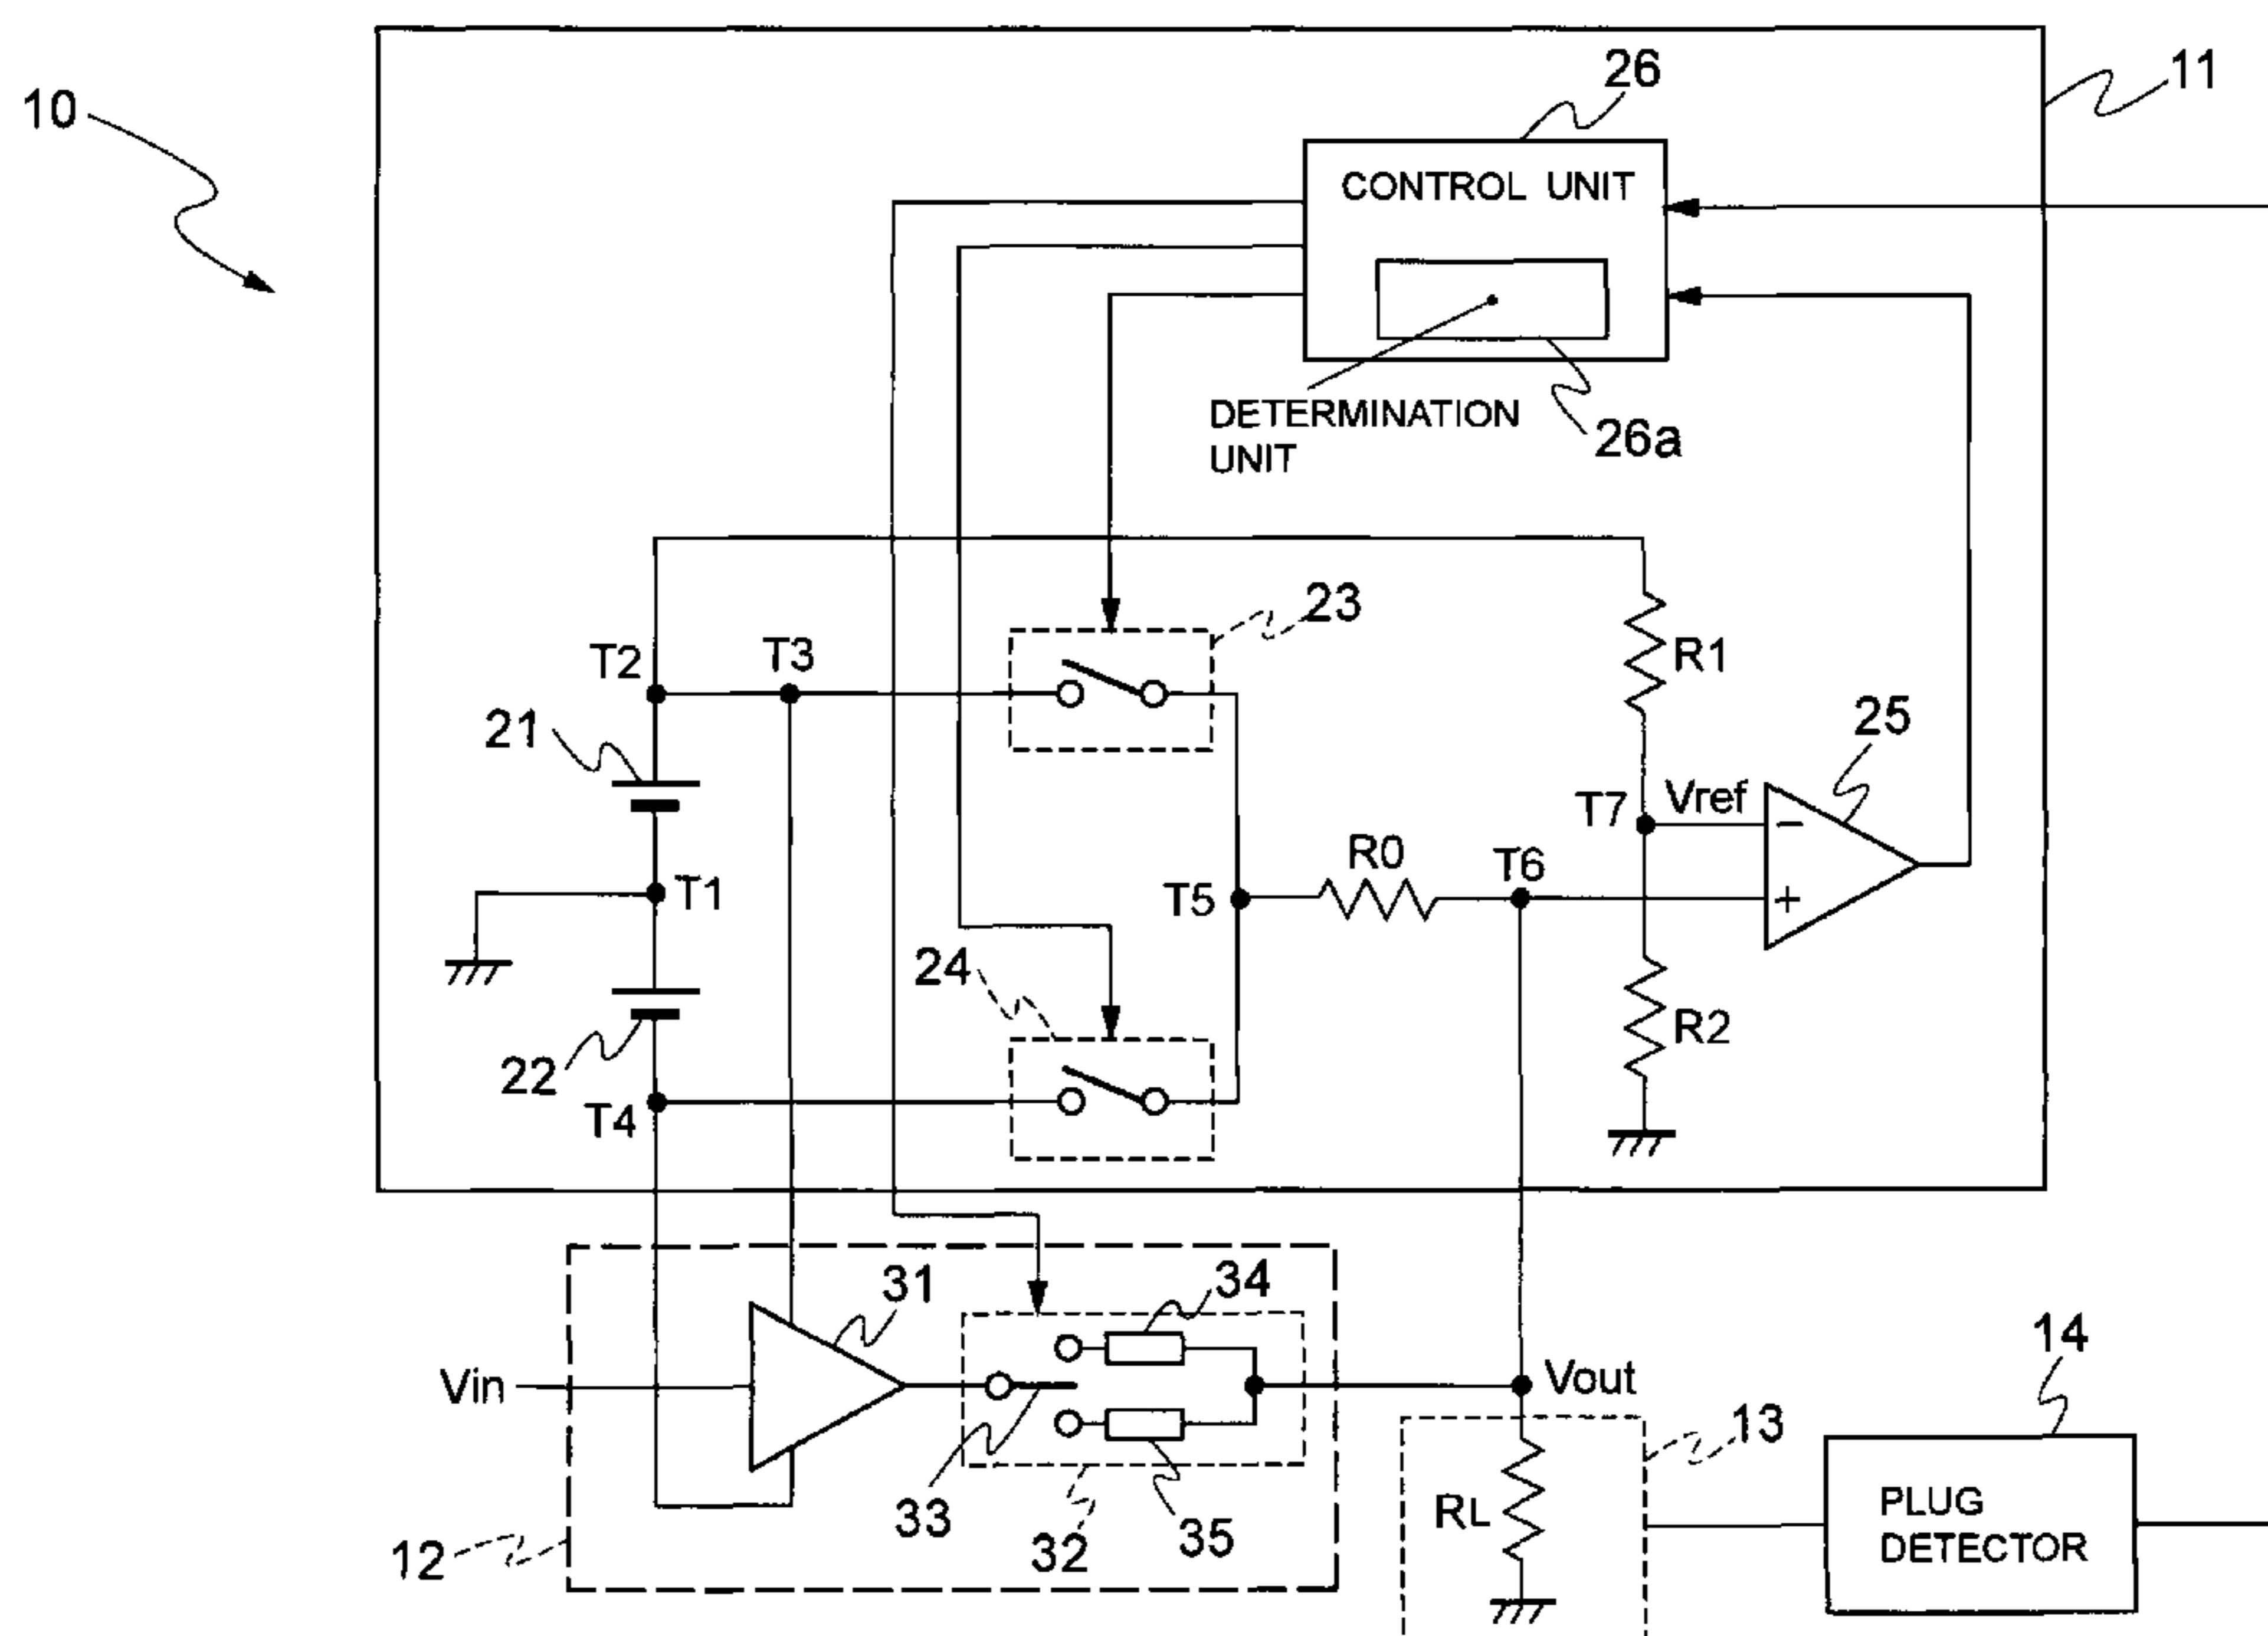 10
26
11
CONTROL UNIT
DETERMINATION
UNIT
26a
23
T2
T3
R1
21
25
T7
Vref
−
T1
R0
T6
T5
+
24
22
R2
T4
31
34
Vin
Vout
14
13
33
32
35
RL
PLUG
DETECTOR
12